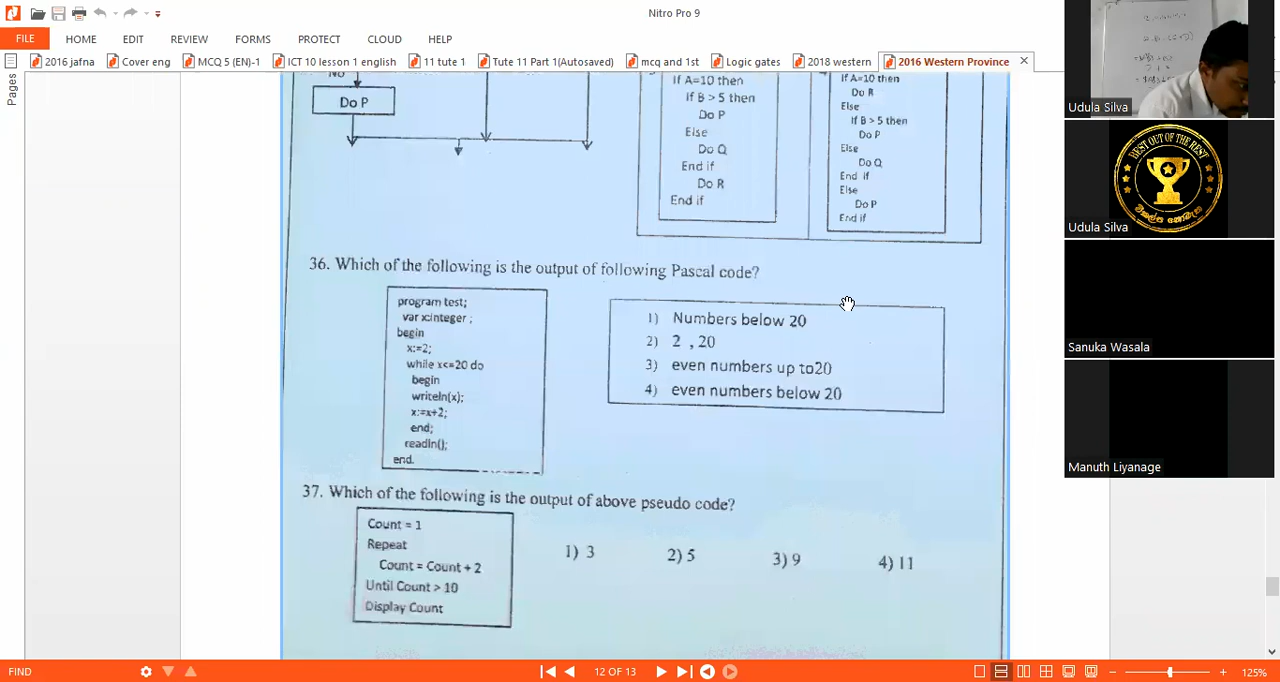 Nitro Pro 9
FILE HOME EDIT REVIEW FORMS PROTECT CLOUD HELP
2016 jafna Cover eng MCQ 5 (EN)-1 ICT 10 lesson 1 english 11 tute 1 Tute 11 Part 1(Autosaved) mcq and 1st Logic gates 2018 western 2016 Western Province
Pages
No
Do P
If A=10 then
If B > 5 then
Do P
Else
Do Q
End if
Do R
End if
If A=10 then
Do R
Else
If B > 5 then
Do P
Else
Do Q
End if
Else
Do P
End if
36. Which of the following is the output of following Pascal code?
program test;
var x:integer ;
begin
x:=2;
while x<=20 do
begin
writeln(x);
x:=x+2;
end;
readln();
end.
1) Numbers below 20
2) 2 , 20
3) even numbers up to20
4) even numbers below 20
37. Which of the following is the output of above pseudo code?
Count = 1
Repeat
Count = Count + 2
Until Count > 10
Display Count
1) 3 2) 5 3) 9 4) 11
Udula Silva
BEST OUT OF THE REST
Udula Silva
Sanuka Wasala
Manuth Liyanage
FIND
12 OF 13
125%